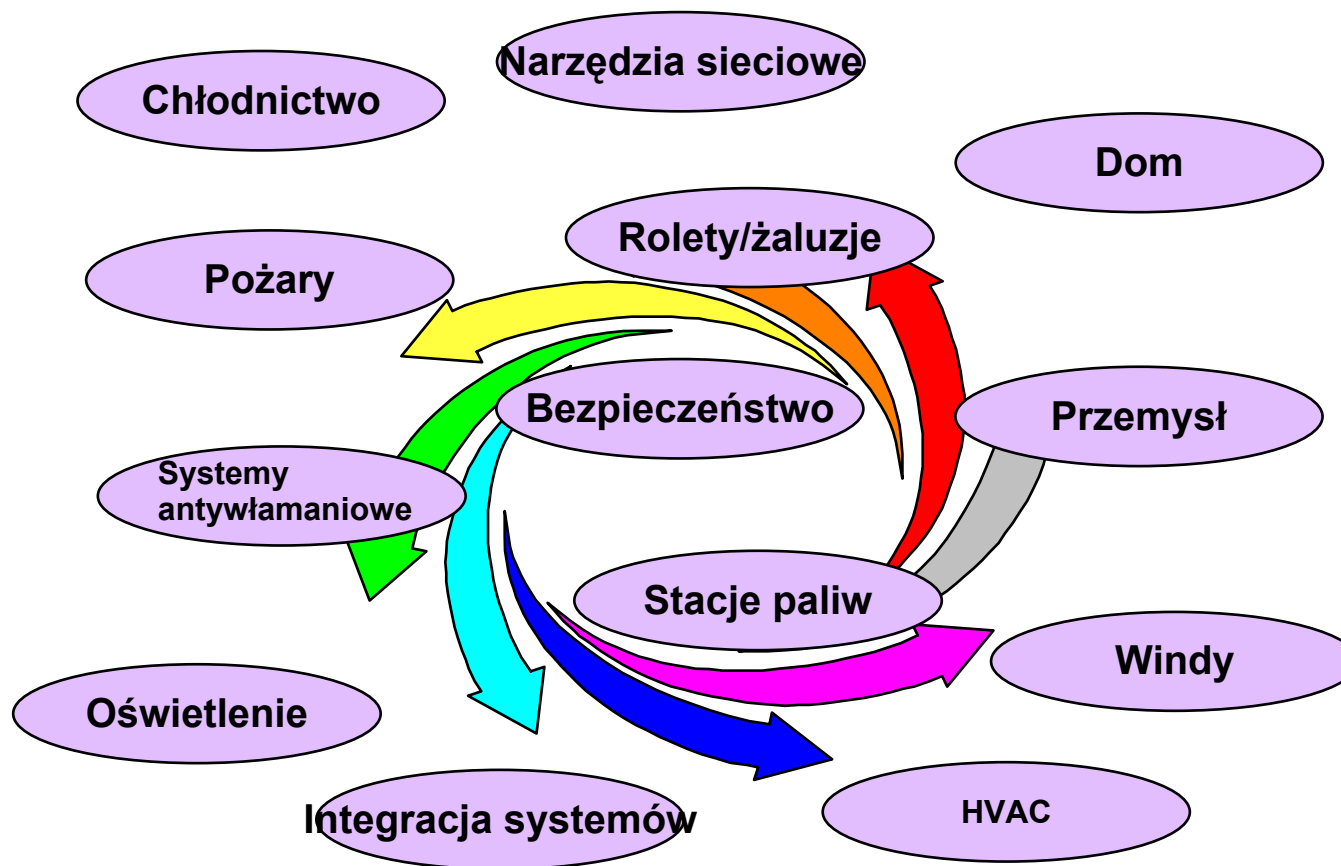 Narzędzia sieciowe
Chłodnictwo
Dom
Rolety/żaluzje
Pożary
Bezpieczeństwo
Przemysł
Systemy
antywłamaniowe
Stacje paliw
Windy
Oświetlenie
Integracja systemów
HVAC